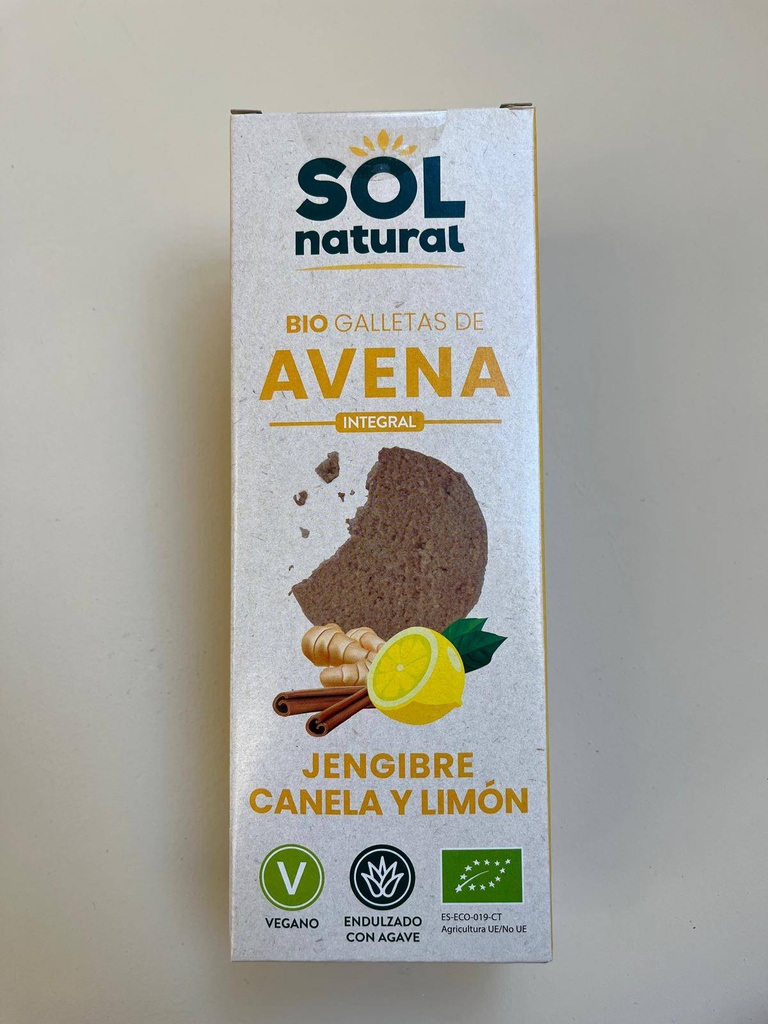 SOL
natural
BIO GALLETAS DE
AVENA
INTEGRAL
JENGIBRE
CANELA Y LIMÓN
V
VEGANO
ENDULZADO
CON AGAVE
ES-ECO-019-CT
Agricultura UE/No UE